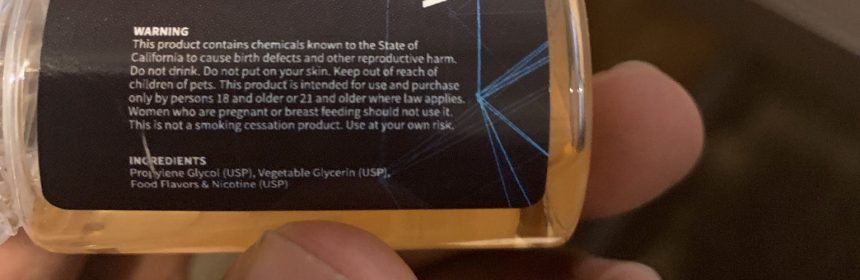 WARNING
This product contains chemicals known to the State of
California to cause birth defects and other reproductive harm.
Do not drink. Do not put on your skin. Keep out of reach of
children of pets. This product is intended for use and purchase
only by persons 18 and older or 21 and older where law applies.
Women who are pregnant or breast feeding should not use it.
This is not a smoking cessation product. Use at your own risk.
INGREDIENTS
Propylene Glycol (USP), Vegetable Glycerin (USP),
Food Flavors & Nicotine (USP)